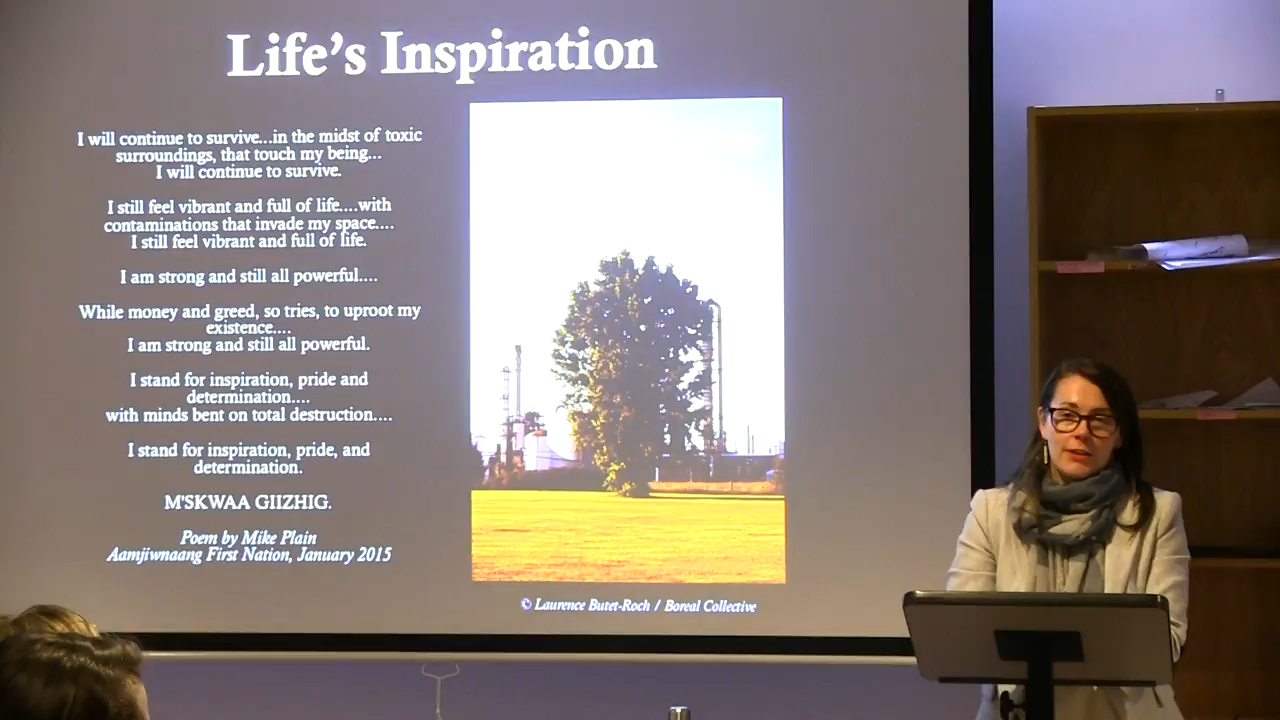 Life's Inspiration
I will continue to survive...in the midst of toxic
surroundings, that touch my being...
I will continue to survive.
I still feel vibrant and full of life....with
contaminations that invade my space....
I still feel vibrant and full of life.
I am strong and still all powerful....
While money and greed, so tries, to uproot my
existence....
I am strong and still all powerful.
I stand for inspiration, pride and
determination....
with minds bent on total destruction....
I stand for inspiration, pride, and
determination.
M'SKWAA GIIZHIG.
Poem by Mike Plain
Aamjiwnaang First Nation, January 2015
© Laurence Butet-Roch / Boreal Collective